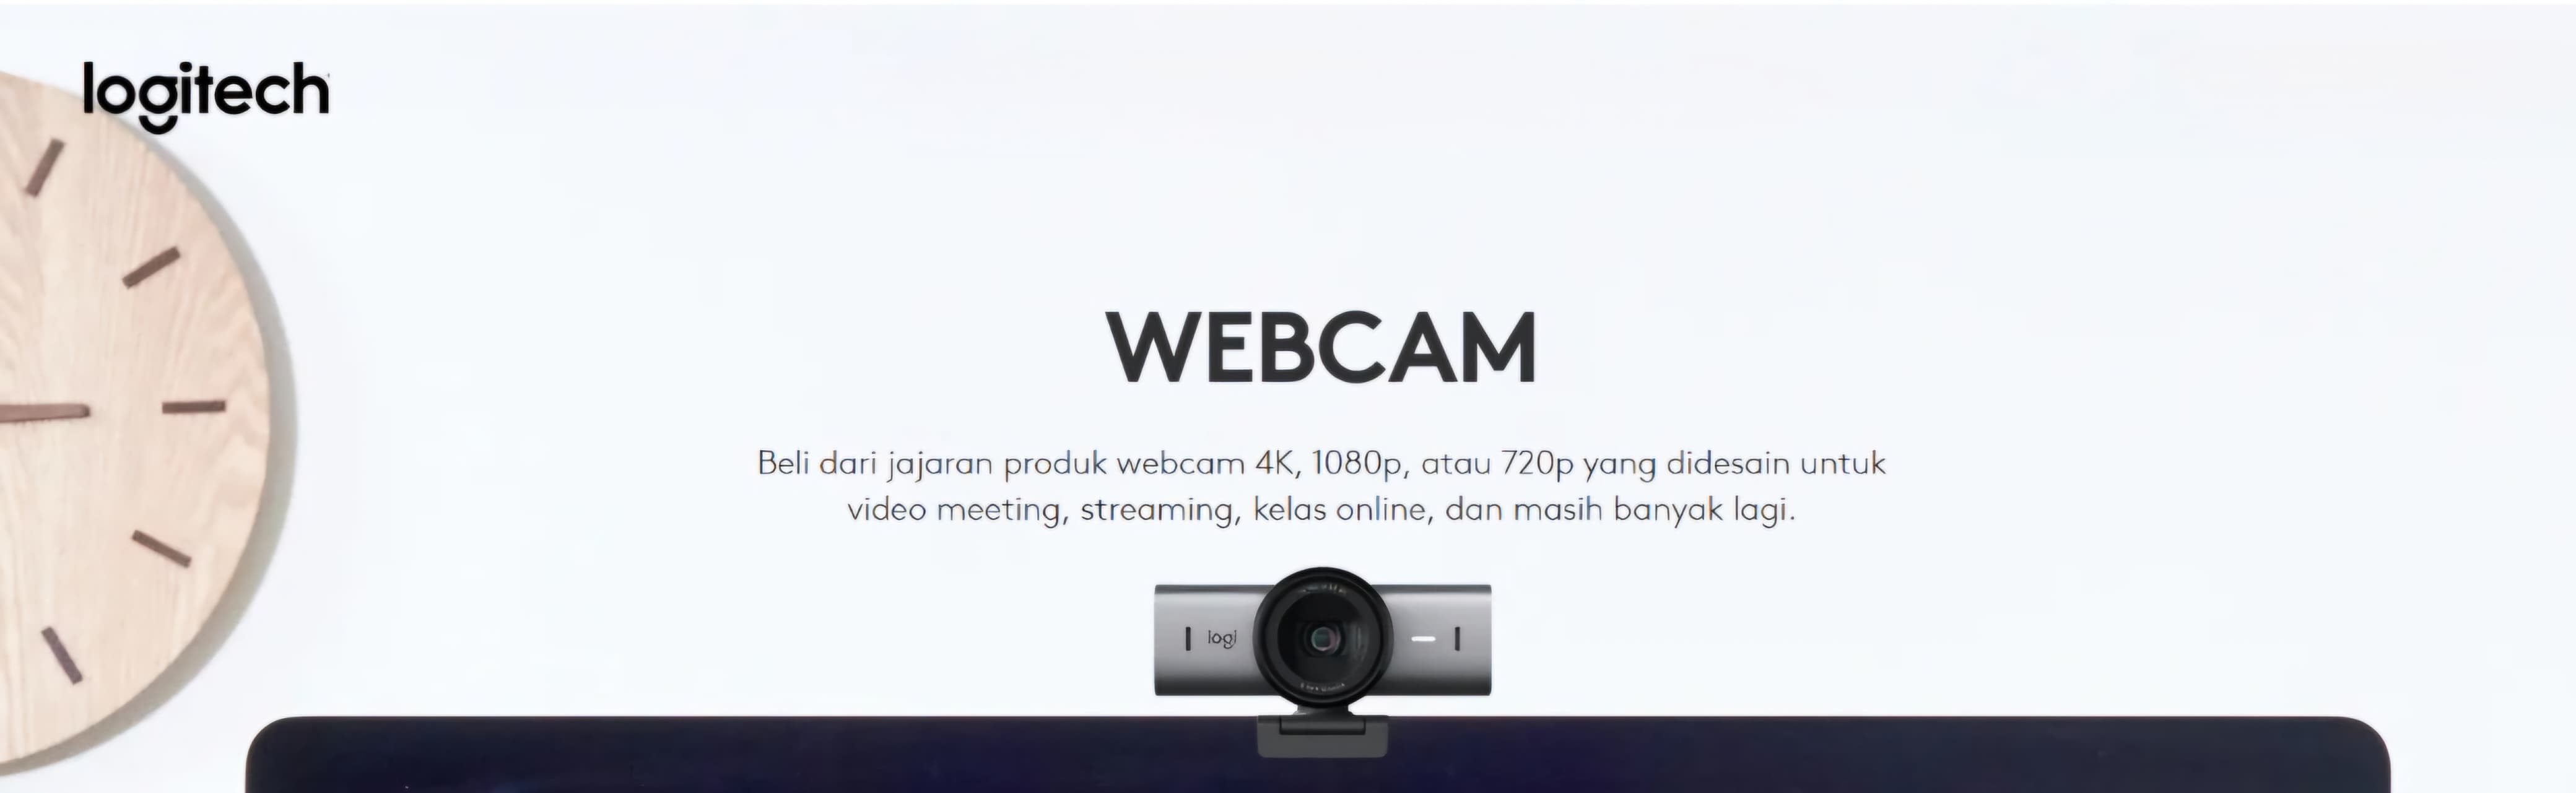 logitech
WEBCAM
Beli dari jajaran produk webcam 4K, 1080p, atau 720p yang didesain untuk
video meeting, streaming, kelas online, dan masih banyak lagi.
logi